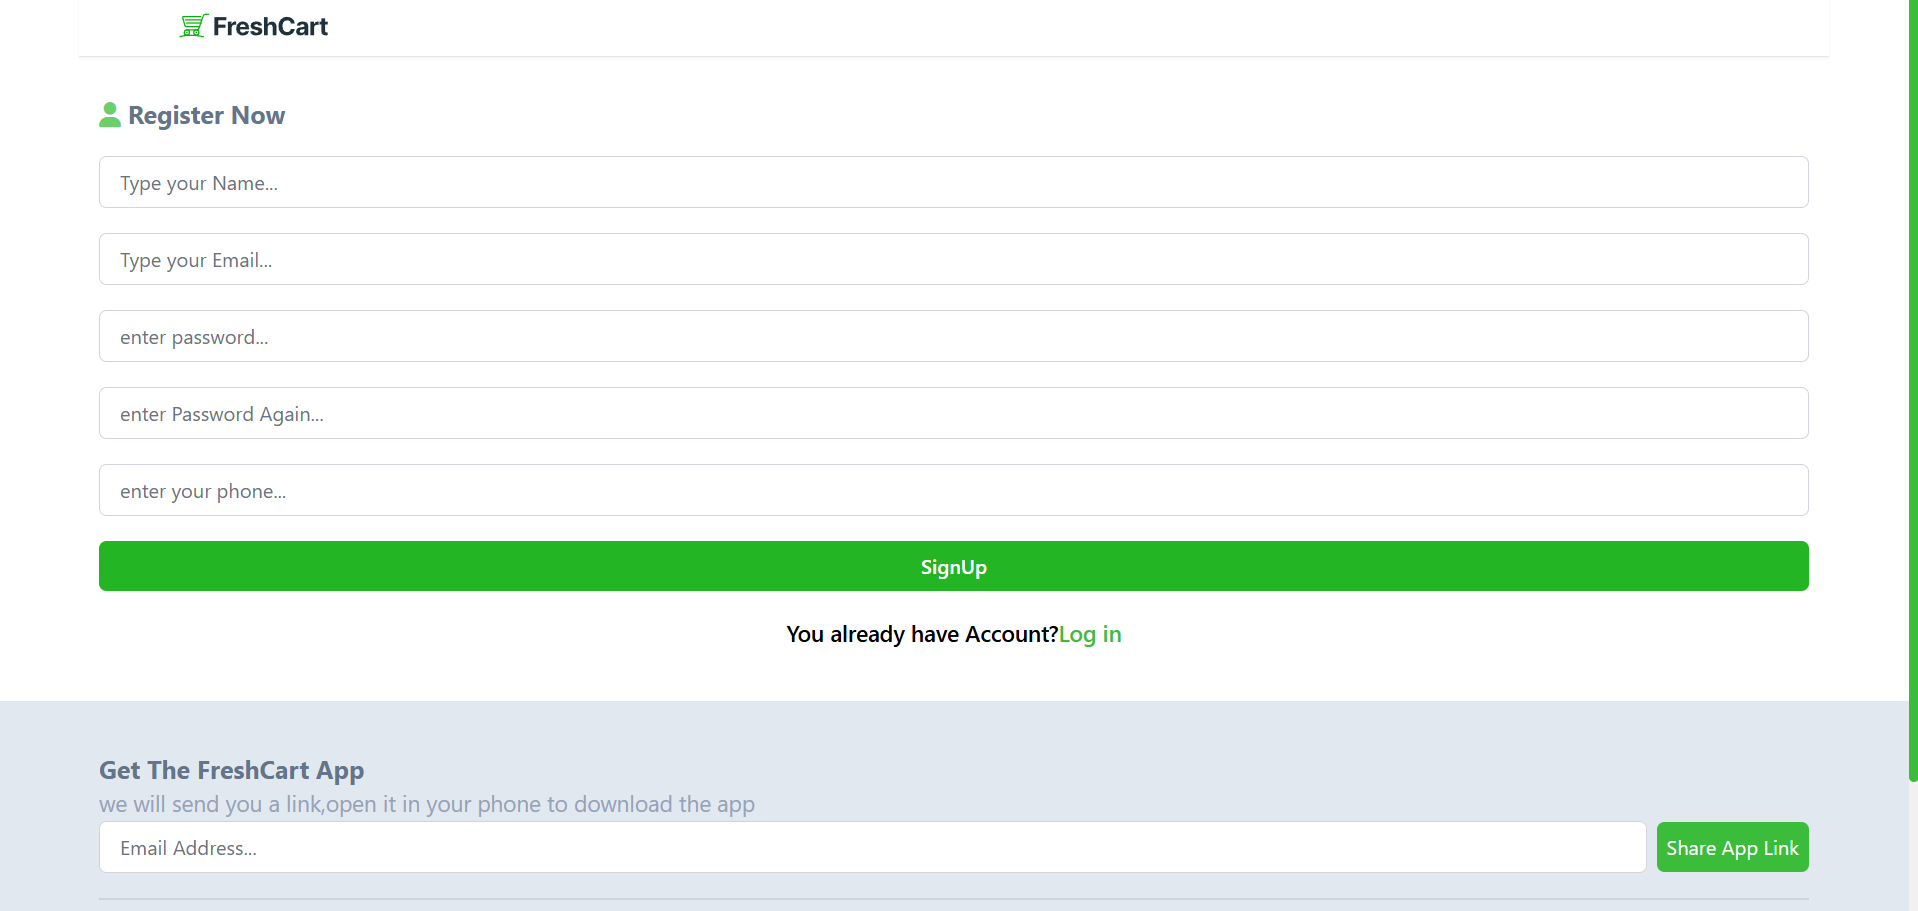 FreshCart
Register Now
Type your Name...
Type your Email...
enter password...
enter Password Again...
enter your phone...
SignUp
You already have Account?Log in
Get The FreshCart App
we will send you a link,open it in your phone to download the app
Email Address...
Share App Link